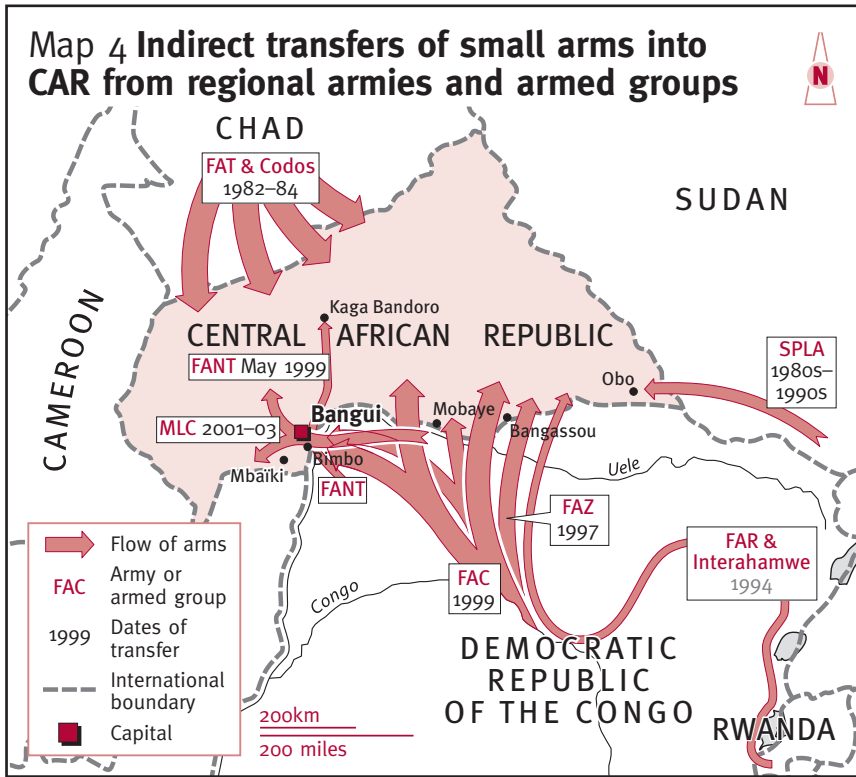 Map 4 Indirect transfers of small arms into
CAR from regional armies and armed groups
N
CHAD
FAT & Codos
1982–84
SUDAN
CAMEROON
Kaga Bandoro
CENTRAL AFRICAN REPUBLIC
FANT May 1999
SPLA
1980s–
1990s
Obo
MLC 2001–03
Bangui
Mobaye
Bangassou
Bimbo
Mbaïki
Uele
FANT
FAZ
1997
FAR &
Interahamwe
1994
FAC
1999
Congo
DEMOCRATIC
REPUBLIC
OF THE CONGO
RWANDA
Flow of arms
FAC
Army or
armed group
1999
Dates of
transfer
International
boundary
Capital
200km
200 miles